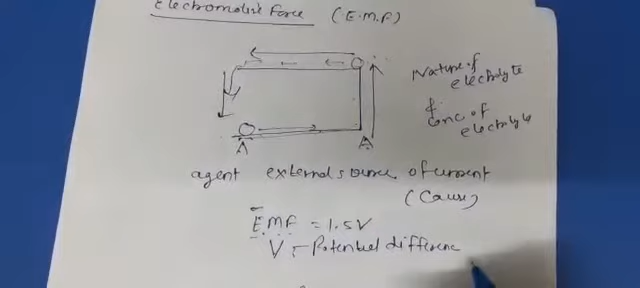 Electromotive Force (E.M.F)
Nature of
electrolyte
&
Conc of
electrolyte
A
agent external source of current
(Cause)
E.M.F = 1.5V
V = Potential difference